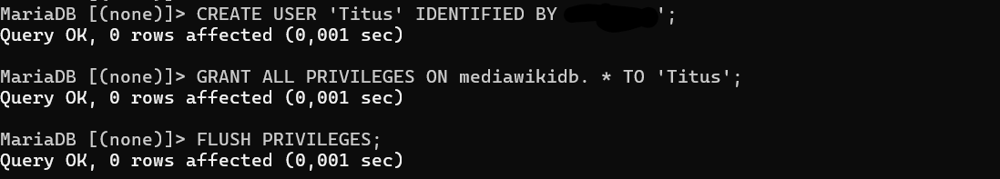 MariaDB [(none)]> CREATE USER 'Titus' IDENTIFIED BY ';
Query OK, 0 rows affected (0,001 sec)
MariaDB [(none)]> GRANT ALL PRIVILEGES ON mediawikidb. * TO 'Titus';
Query OK, 0 rows affected (0,001 sec)
MariaDB [(none)]> FLUSH PRIVILEGES;
Query OK, 0 rows affected (0,001 sec)